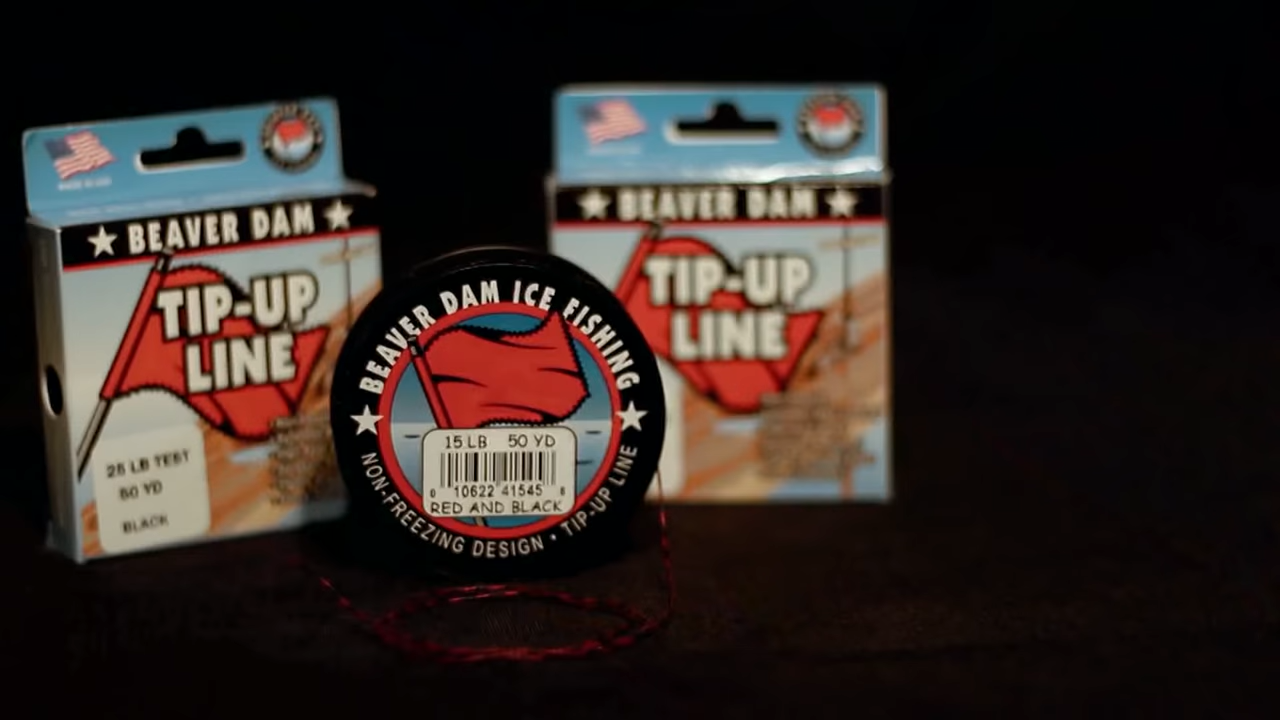 ★ BEAVER DAM ★
TIP-UP
LINE
25 LB TEST
50 YD
BLACK
BEAVER DAM ICE FISHING
15 LB 50 YD
0 10622 41545 8
RED AND BLACK
NON-FREEZING DESIGN • TIP-UP LINE
★ BEAVER DAM ★
TIP-UP
LINE